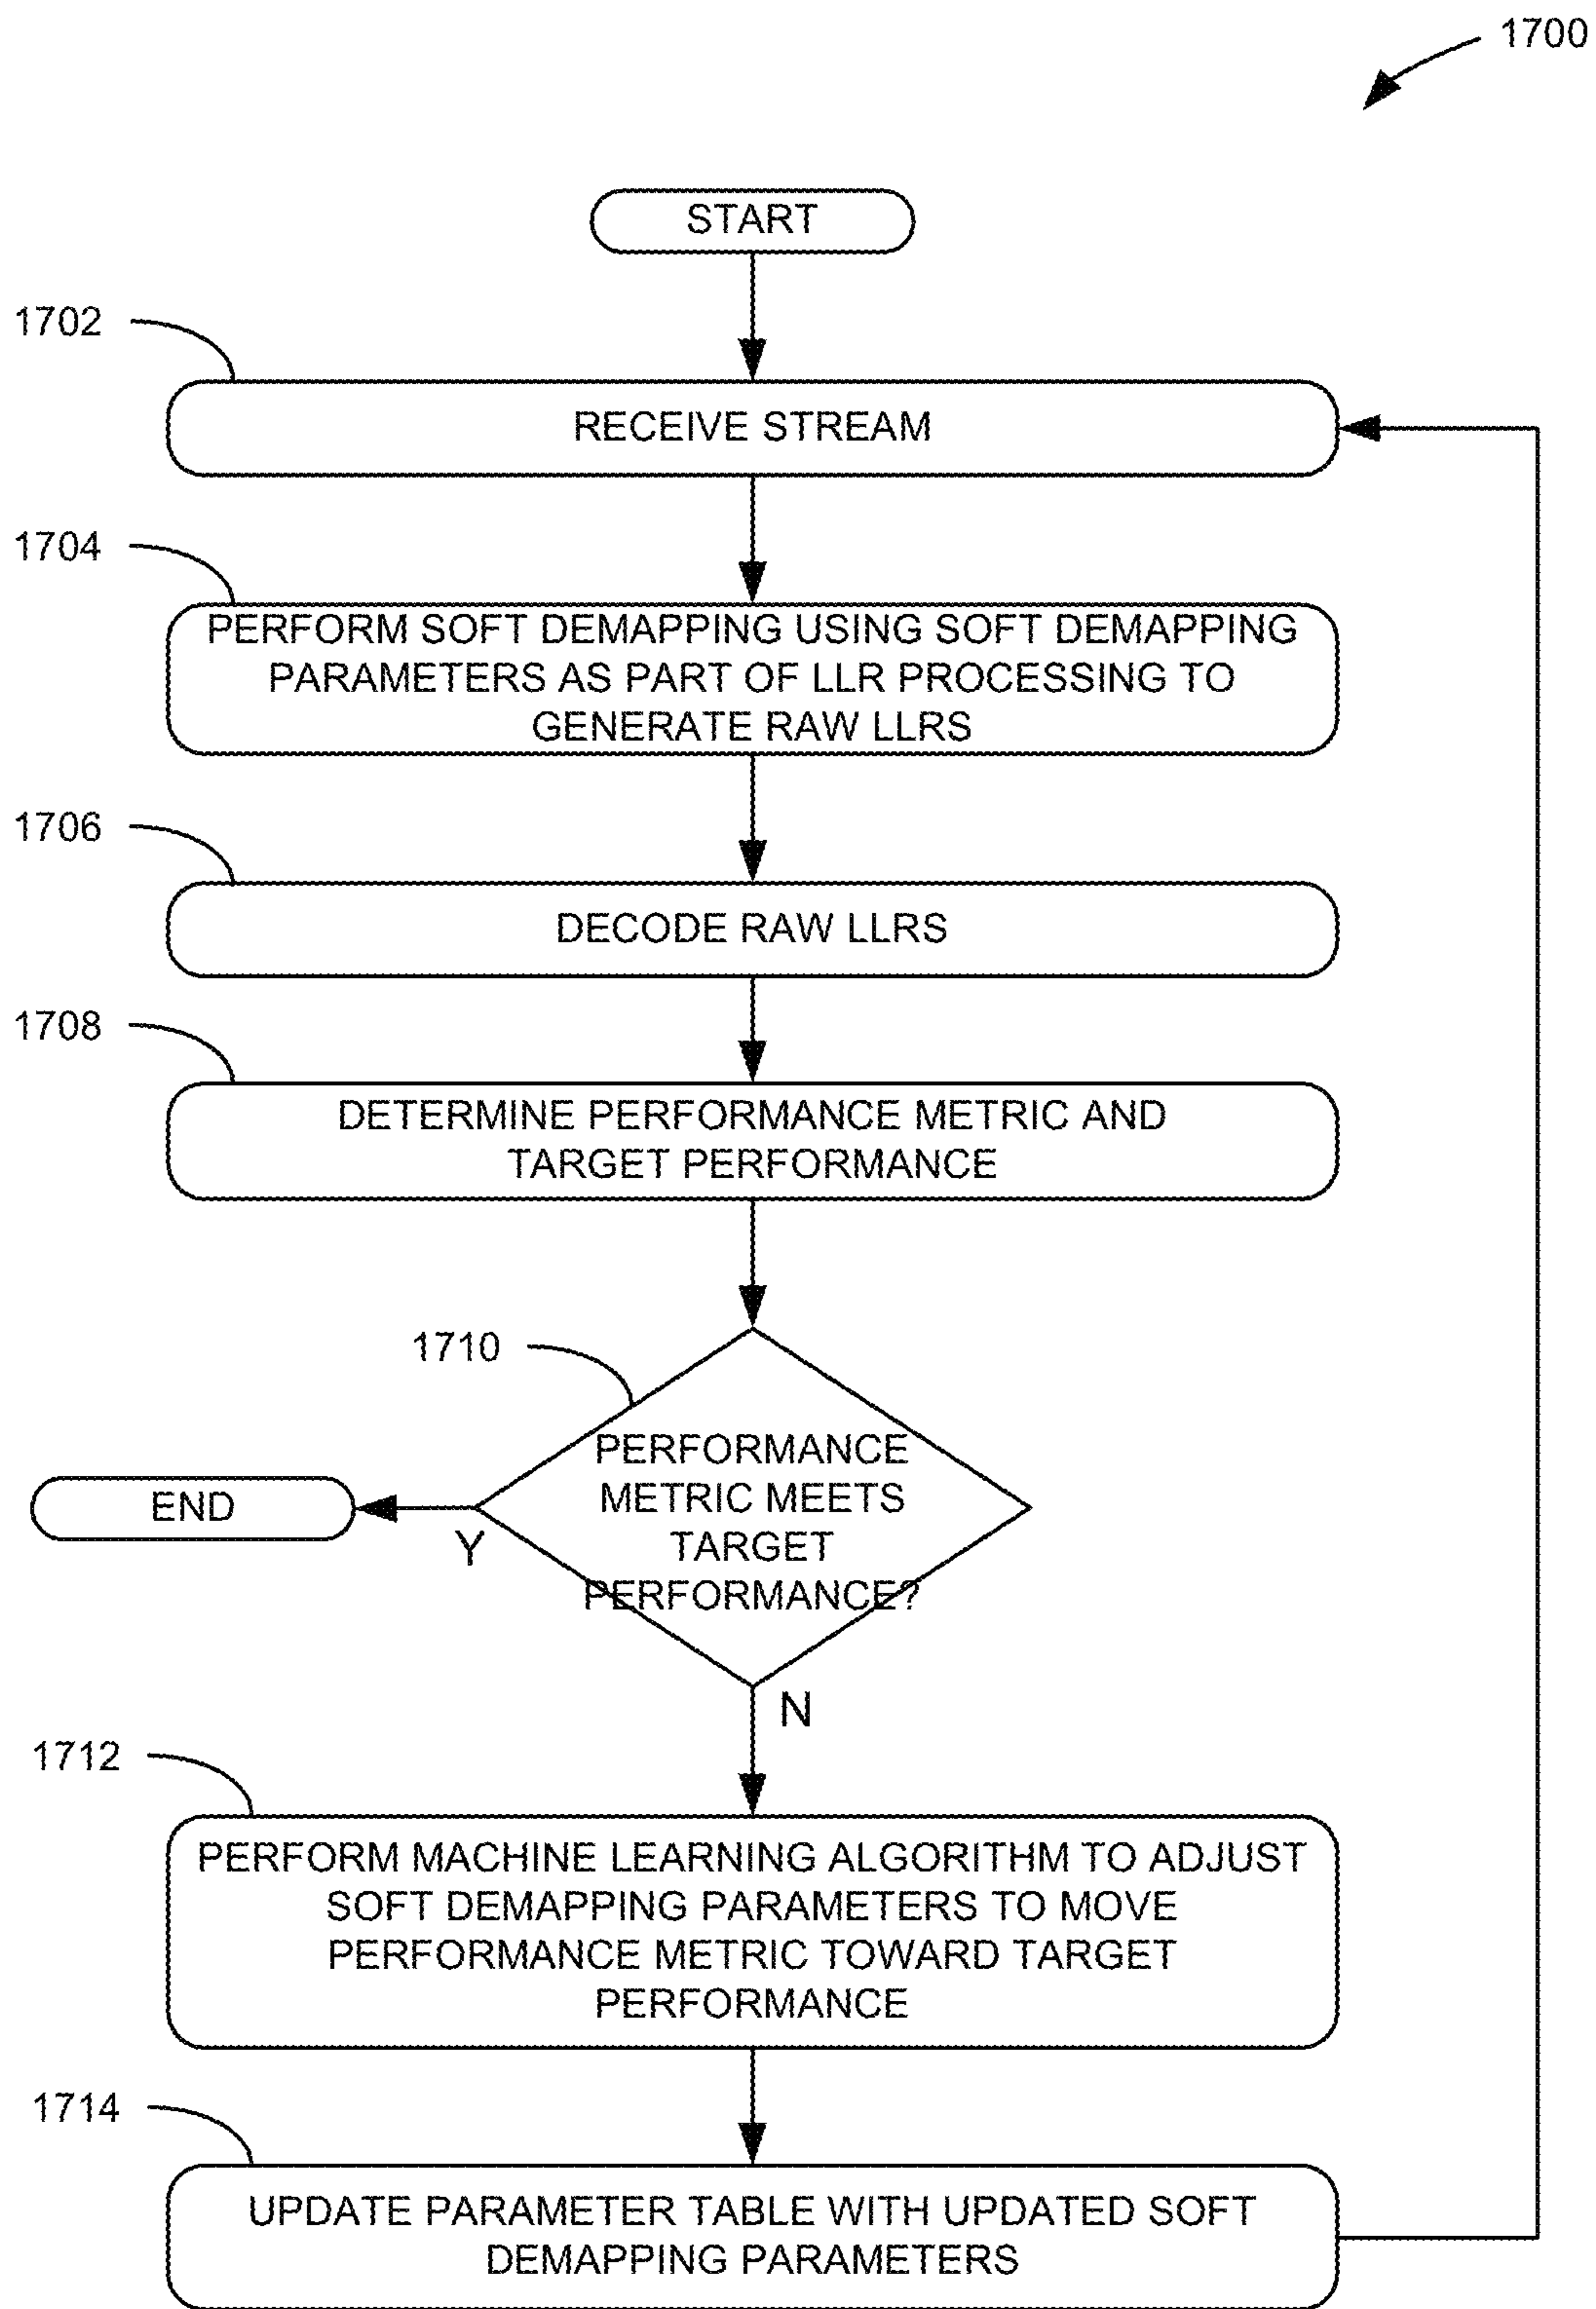 1700
START
1702
RECEIVE STREAM
1704
PERFORM SOFT DEMAPPING USING SOFT DEMAPPING
PARAMETERS AS PART OF LLR PROCESSING TO
GENERATE RAW LLRS
1706
DECODE RAW LLRS
1708
DETERMINE PERFORMANCE METRIC AND
TARGET PERFORMANCE
1710
PERFORMANCE
METRIC MEETS
TARGET
PERFORMANCE?
END
Y
N
1712
PERFORM MACHINE LEARNING ALGORITHM TO ADJUST
SOFT DEMAPPING PARAMETERS TO MOVE
PERFORMANCE METRIC TOWARD TARGET
PERFORMANCE
1714
UPDATE PARAMETER TABLE WITH UPDATED SOFT
DEMAPPING PARAMETERS